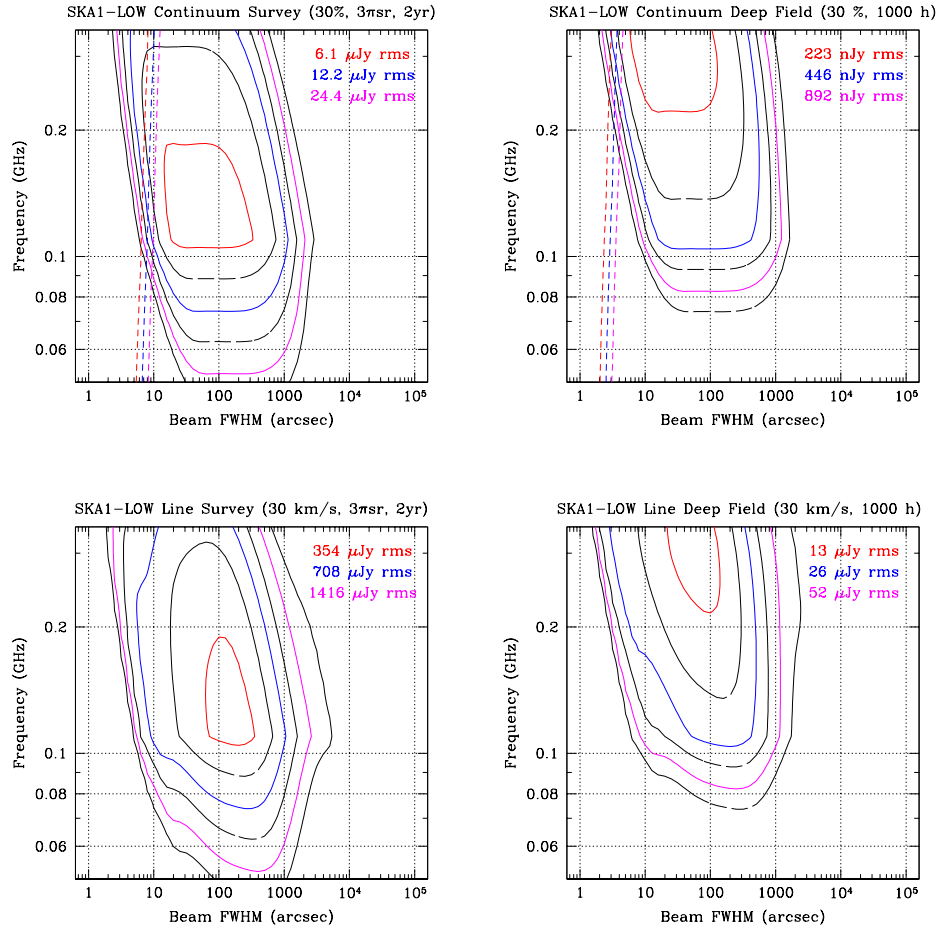 SKA1-LOW Continuum Survey (30%, 3πsr, 2yr)
6.1 μJy rms
12.2 μJy rms
24.4 μJy rms
Frequency (GHz)
0.2
0.1
0.08
0.06
1 10 100 1000 10⁴ 10⁵
Beam FWHM (arcsec)
SKA1-LOW Continuum Deep Field (30 %, 1000 h)
223 nJy rms
446 nJy rms
892 nJy rms
Frequency (GHz)
0.2
0.1
0.08
0.06
1 10 100 1000 10⁴ 10⁵
Beam FWHM (arcsec)
SKA1-LOW Line Survey (30 km/s, 3πsr, 2yr)
354 μJy rms
708 μJy rms
1416 μJy rms
Frequency (GHz)
0.2
0.1
0.08
0.06
1 10 100 1000 10⁴ 10⁵
Beam FWHM (arcsec)
SKA1-LOW Line Deep Field (30 km/s, 1000 h)
13 μJy rms
26 μJy rms
52 μJy rms
Frequency (GHz)
0.2
0.1
0.08
0.06
1 10 100 1000 10⁴ 10⁵
Beam FWHM (arcsec)